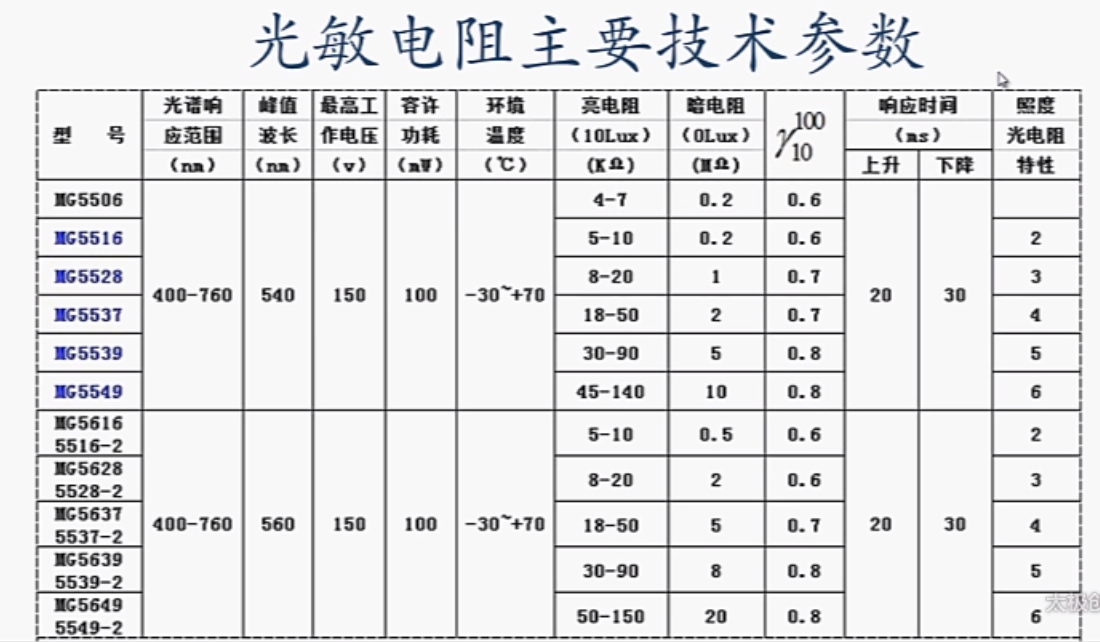 光敏电阻主要技术参数
型 号 光谱响应范围(nm) 峰值波长(nm) 最高工作电压(v) 容许功耗(mW) 环境温度(℃) 亮电阻(10Lux)(KΩ) 暗电阻(0Lux)(MΩ) γ 100 10 响应时间(ms) 上升 下降 照度光电阻特性
MG5506 400-760 540 150 100 -30~+70 4-7 0.2 0.6 20 30
MG5516 5-10 0.2 0.6 2
MG5528 8-20 1 0.7 3
MG5537 18-50 2 0.7 4
MG5539 30-90 5 0.8 5
MG5549 45-140 10 0.8 6
MG5616 5516-2 400-760 560 150 100 -30~+70 5-10 0.5 0.6 20 30 2
MG5628 5528-2 8-20 2 0.6 3
MG5637 5537-2 18-50 5 0.7 4
MG5639 5539-2 30-90 8 0.8 5
MG5649 5549-2 50-150 20 0.8 6
太极创